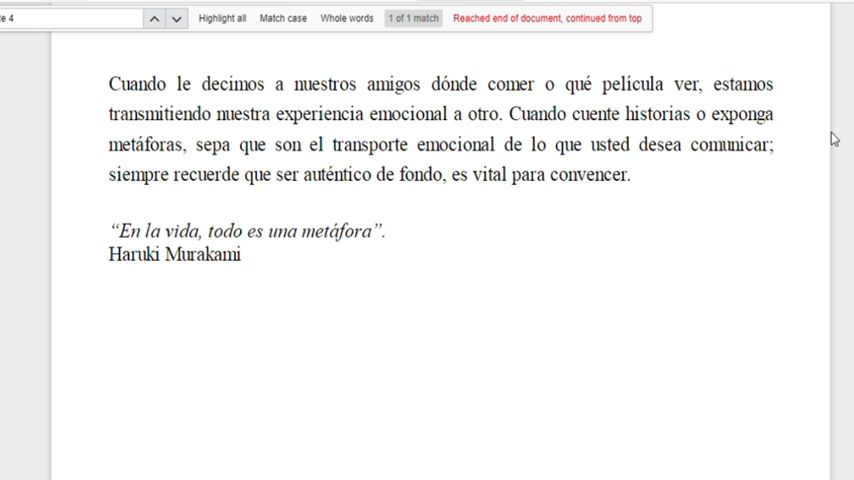 Highlight all Match case Whole words 1 of 1 match Reached end of document, continued from top
Cuando le decimos a nuestros amigos dónde comer o qué película ver, estamos
transmitiendo nuestra experiencia emocional a otro. Cuando cuente historias o exponga
metáforas, sepa que son el transporte emocional de lo que usted desea comunicar;
siempre recuerde que ser auténtico de fondo, es vital para convencer.
“En la vida, todo es una metáfora”.
Haruki Murakami